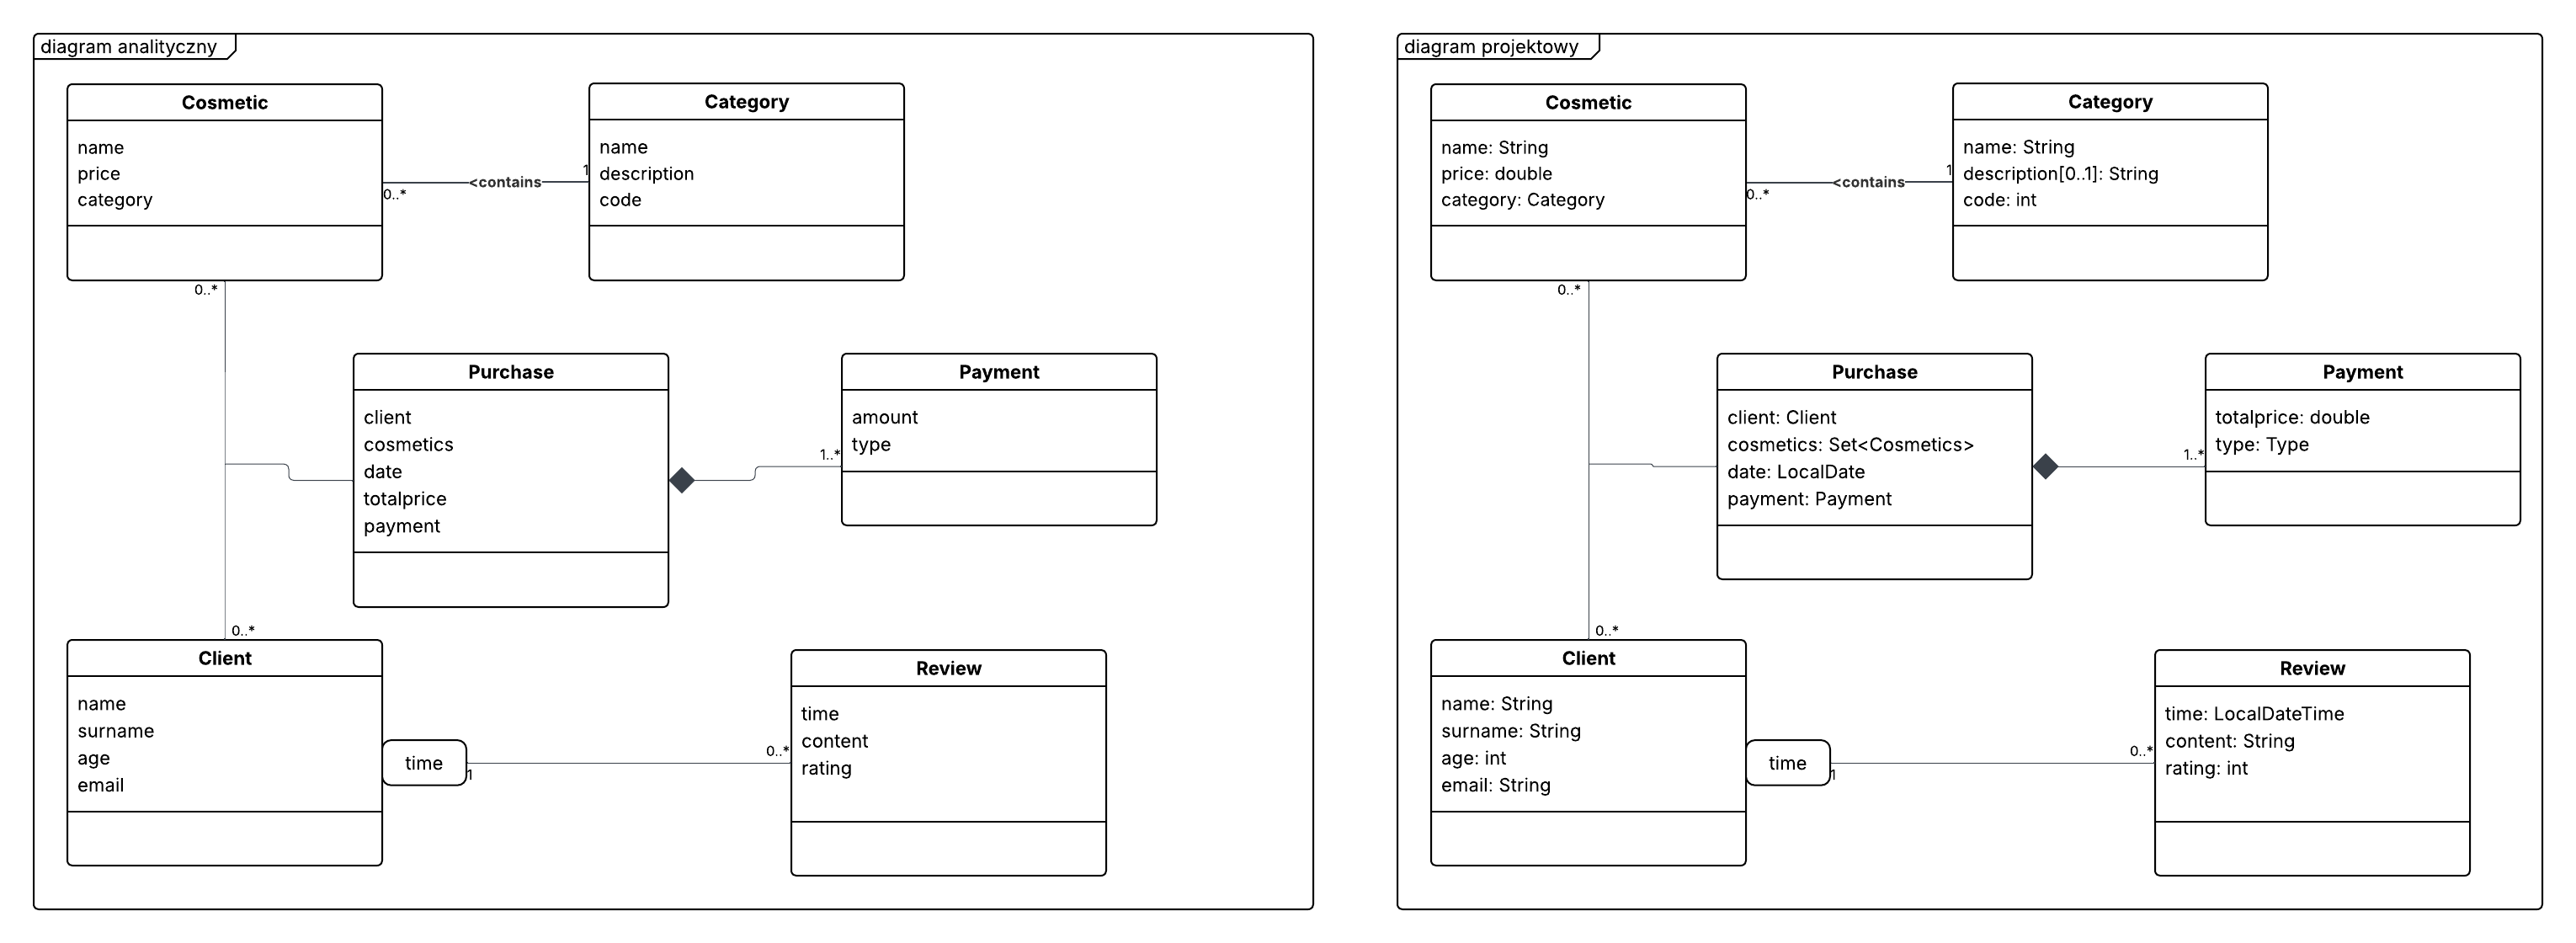 diagram analityczny
Cosmetic
name
price
category
0..*
<contains
1
Category
name
description
code
0..*
Purchase
client
cosmetics
date
totalprice
payment
1..*
Payment
amount
type
0..*
Client
name
surname
age
email
time
1
0..*
Review
time
content
rating
diagram projektowy
Cosmetic
name: String
price: double
category: Category
0..*
<contains
1
Category
name: String
description[0..1]: String
code: int
0..*
Purchase
client: Client
cosmetics: Set<Cosmetics>
date: LocalDate
payment: Payment
1..*
Payment
totalprice: double
type: Type
0..*
Client
name: String
surname: String
age: int
email: String
time
1
0..*
Review
time: LocalDateTime
content: String
rating: int